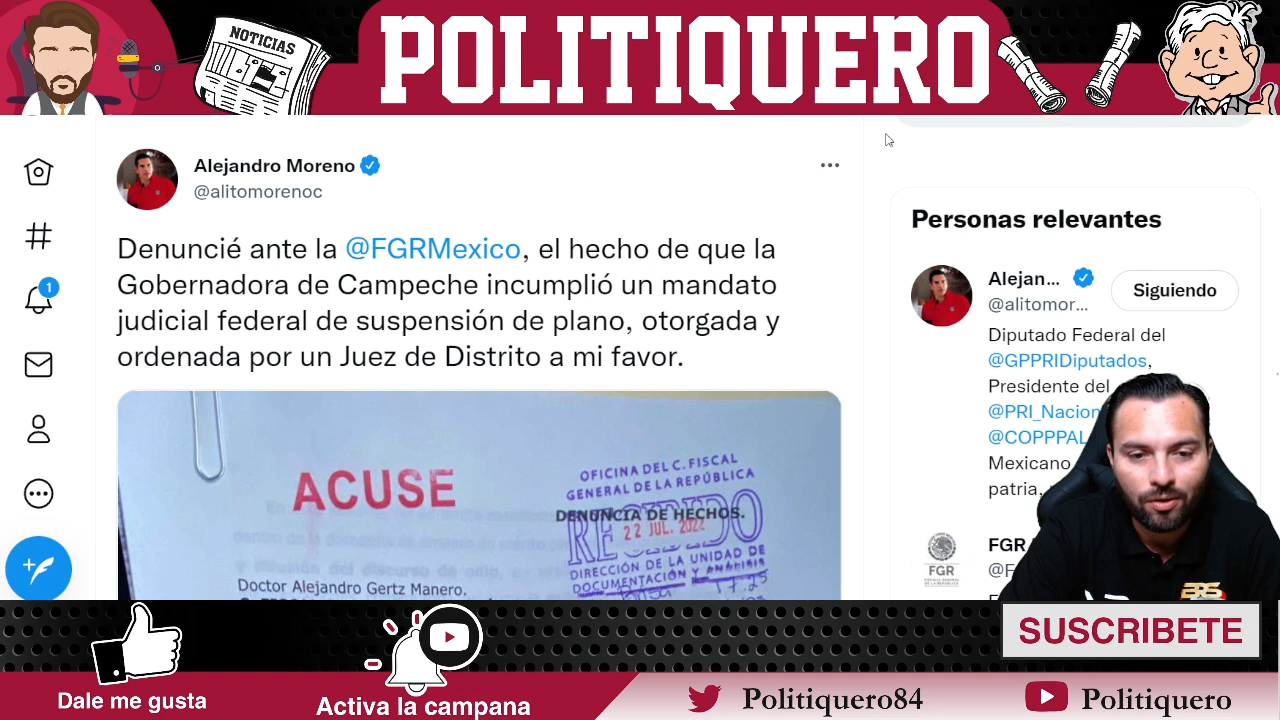 NOTICIAS
POLITIQUERO
Alejandro Moreno
@alitomorenoc
Denuncié ante la @FGRMexico, el hecho de que la
Gobernadora de Campeche incumplió un mandato
judicial federal de suspensión de plano, otorgada y
ordenada por un Juez de Distrito a mi favor.
ACUSE
OFICINA DEL C. FISCAL
GENERAL DE LA REPÚBLICA
DENUNCIA DE HECHOS.
RECIBIDO
22 JUL. 2022
DIRECCIÓN DE LA UNIDAD DE
DOCUMENTACIÓN Y ANÁLISIS
Doctor Alejandro Gertz Manero.
1
Personas relevantes
Alejan...
@alitomor...
Siguiendo
Diputado Federal del
@GPPRIDiputados,
Presidente del
@PRI_Nacion
@COPPPAL
Mexicano
patria,
FGR
FGR
@F
SUSCRIBETE
Dale me gusta
Activa la campana
Politiquero84
Politiquero